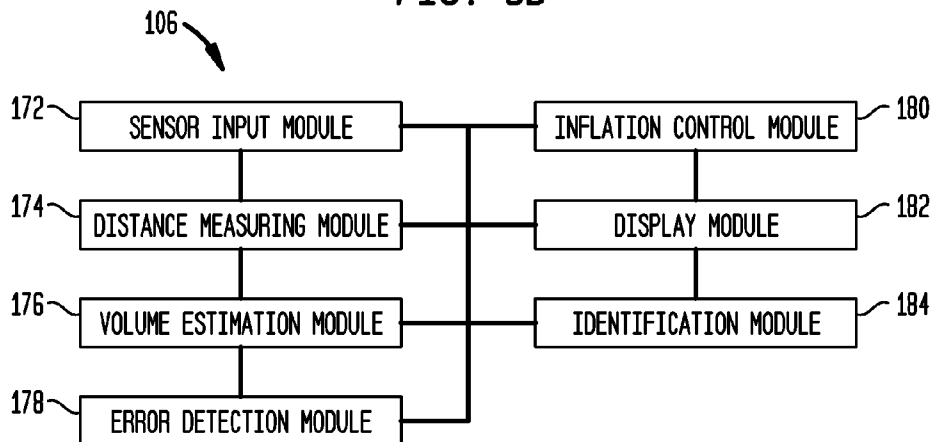 106
172 SENSOR INPUT MODULE
INFLATION CONTROL MODULE 180
174 DISTANCE MEASURING MODULE
DISPLAY MODULE 182
176 VOLUME ESTIMATION MODULE
IDENTIFICATION MODULE 184
178 ERROR DETECTION MODULE